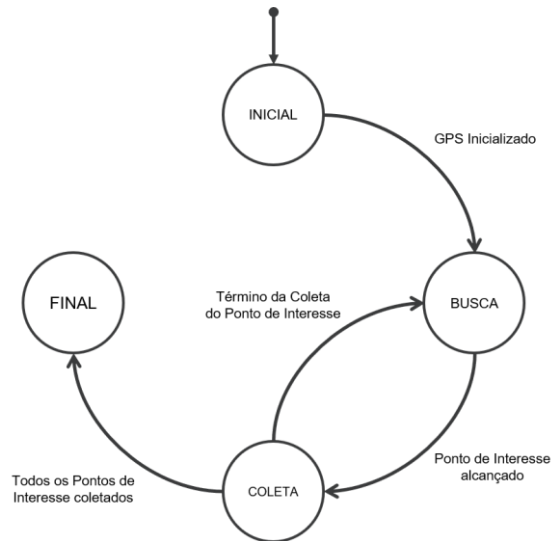 INICIAL
GPS Inicializado
FINAL
Término da Coleta
do Ponto de Interesse
BUSCA
Ponto de Interesse
alcançado
Todos os Pontos de
Interesse coletados
COLETA